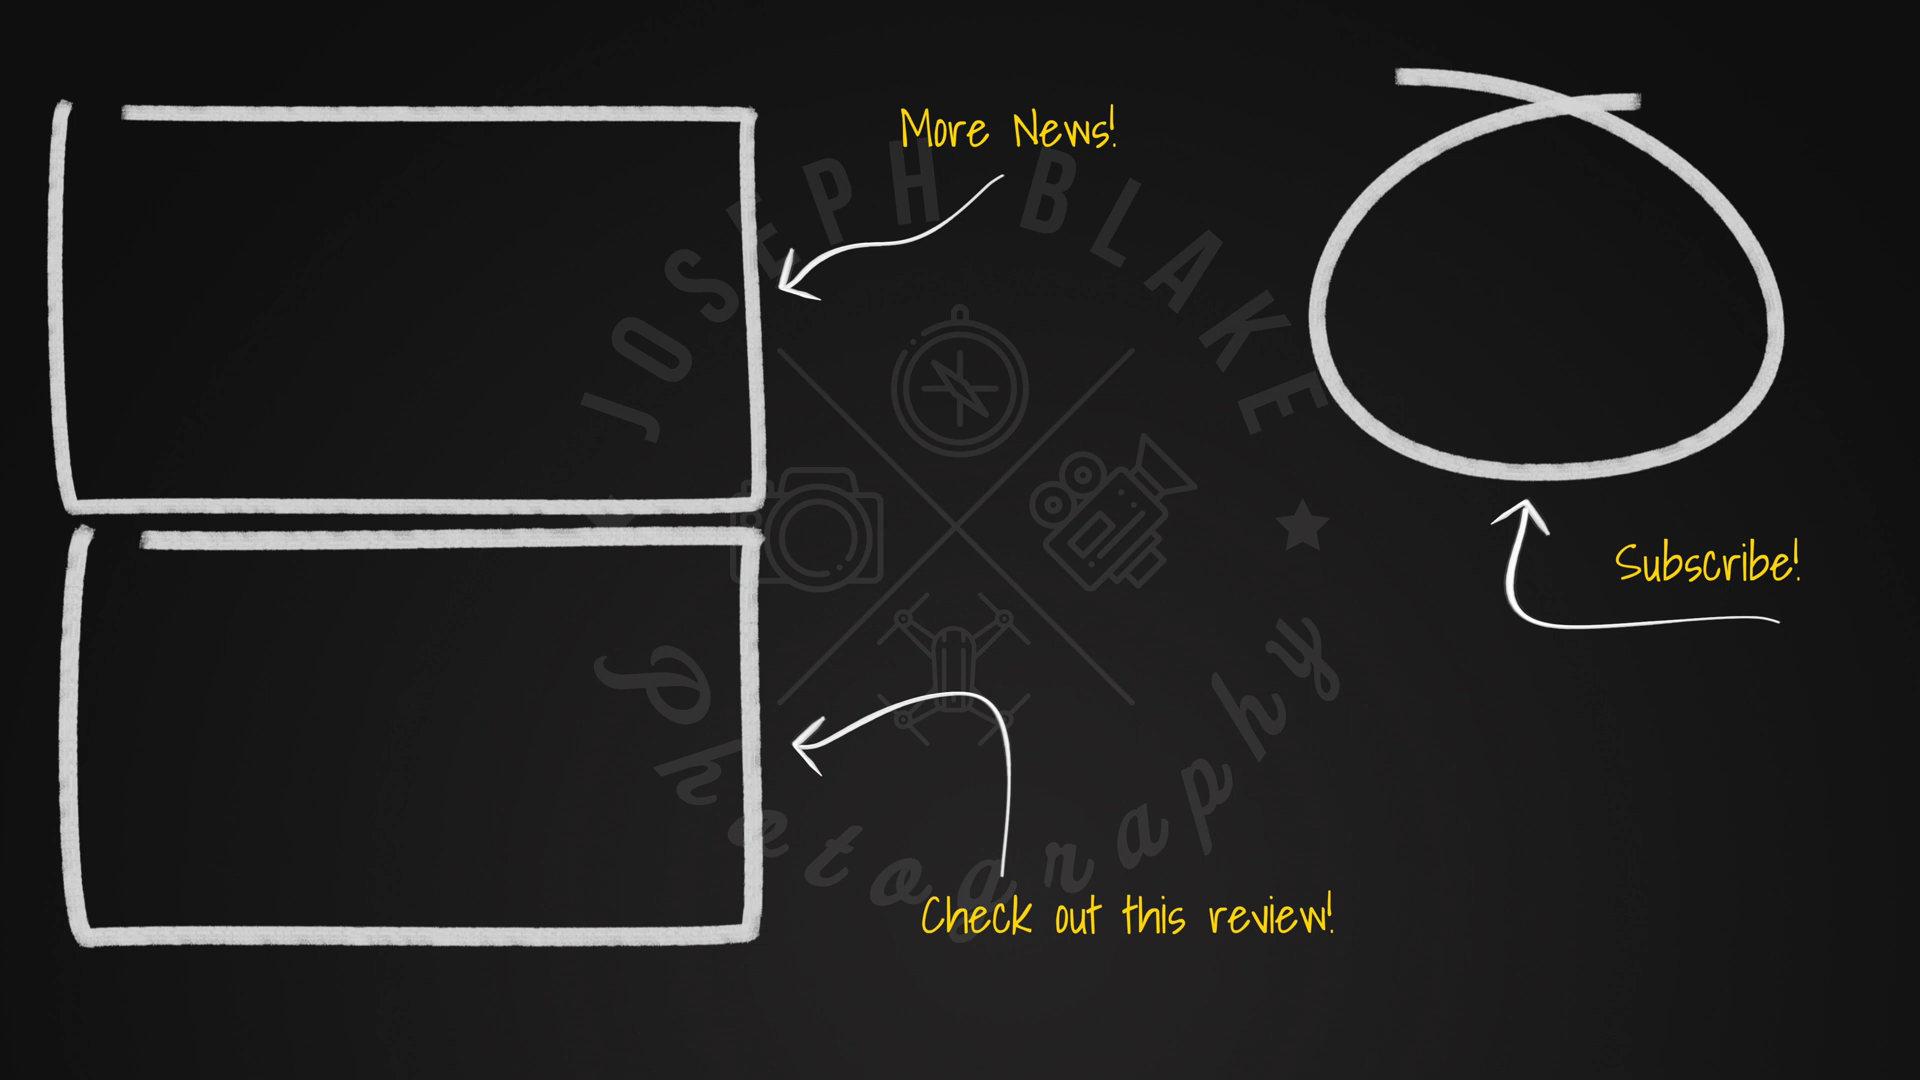 More News!
JOSEPH BLAKE
Subscribe!
Photography
Check out this review!